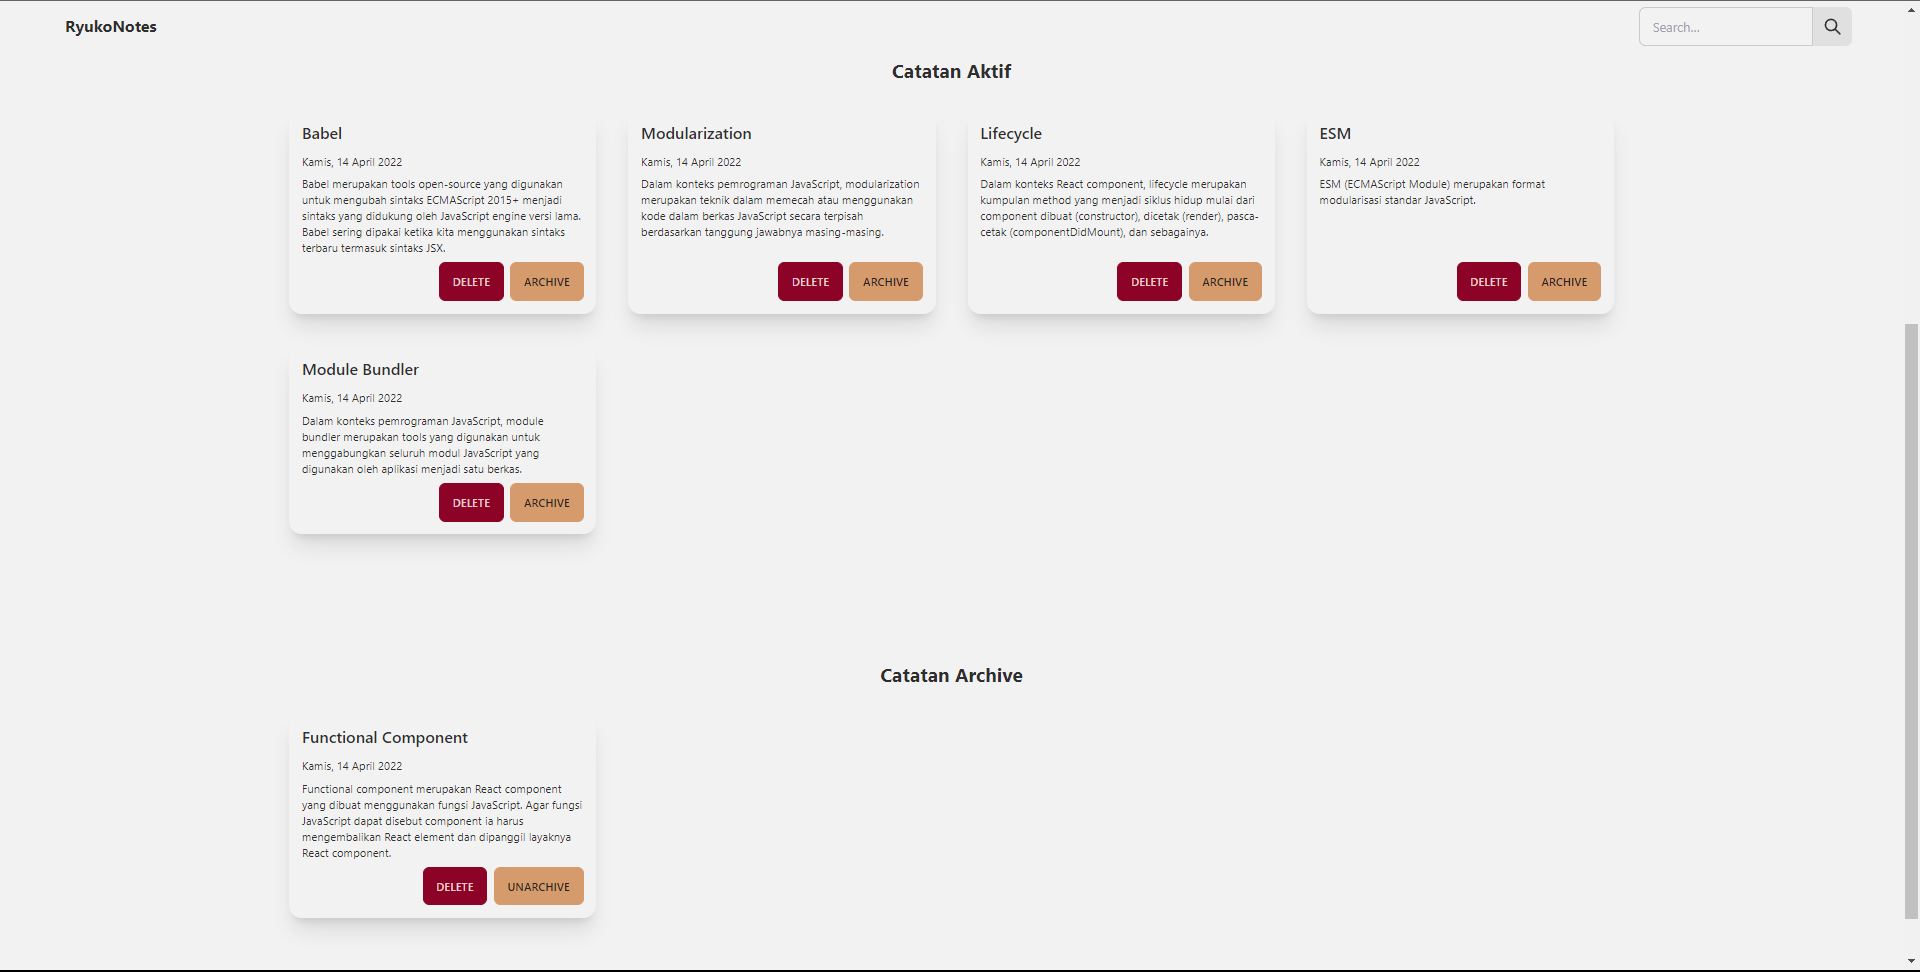 RyukoNotes
Search...
Catatan Aktif
Babel
Kamis, 14 April 2022
Babel merupakan tools open-source yang digunakan
untuk mengubah sintaks ECMAScript 2015+ menjadi
sintaks yang didukung oleh JavaScript engine versi lama.
Babel sering dipakai ketika kita menggunakan sintaks
terbaru termasuk sintaks JSX.
DELETE
ARCHIVE
Modularization
Kamis, 14 April 2022
Dalam konteks pemrograman JavaScript, modularization
merupakan teknik dalam memecah atau menggunakan
kode dalam berkas JavaScript secara terpisah
berdasarkan tanggung jawabnya masing-masing.
DELETE
ARCHIVE
Lifecycle
Kamis, 14 April 2022
Dalam konteks React component, lifecycle merupakan
kumpulan method yang menjadi siklus hidup mulai dari
component dibuat (constructor), dicetak (render), pasca-
cetak (componentDidMount), dan sebagainya.
DELETE
ARCHIVE
ESM
Kamis, 14 April 2022
ESM (ECMAScript Module) merupakan format
modularisasi standar JavaScript.
DELETE
ARCHIVE
Module Bundler
Kamis, 14 April 2022
Dalam konteks pemrograman JavaScript, module
bundler merupakan tools yang digunakan untuk
menggabungkan seluruh modul JavaScript yang
digunakan oleh aplikasi menjadi satu berkas.
DELETE
ARCHIVE
Catatan Archive
Functional Component
Kamis, 14 April 2022
Functional component merupakan React component
yang dibuat menggunakan fungsi JavaScript. Agar fungsi
JavaScript dapat disebut component ia harus
mengembalikan React element dan dipanggil layaknya
React component.
DELETE
UNARCHIVE